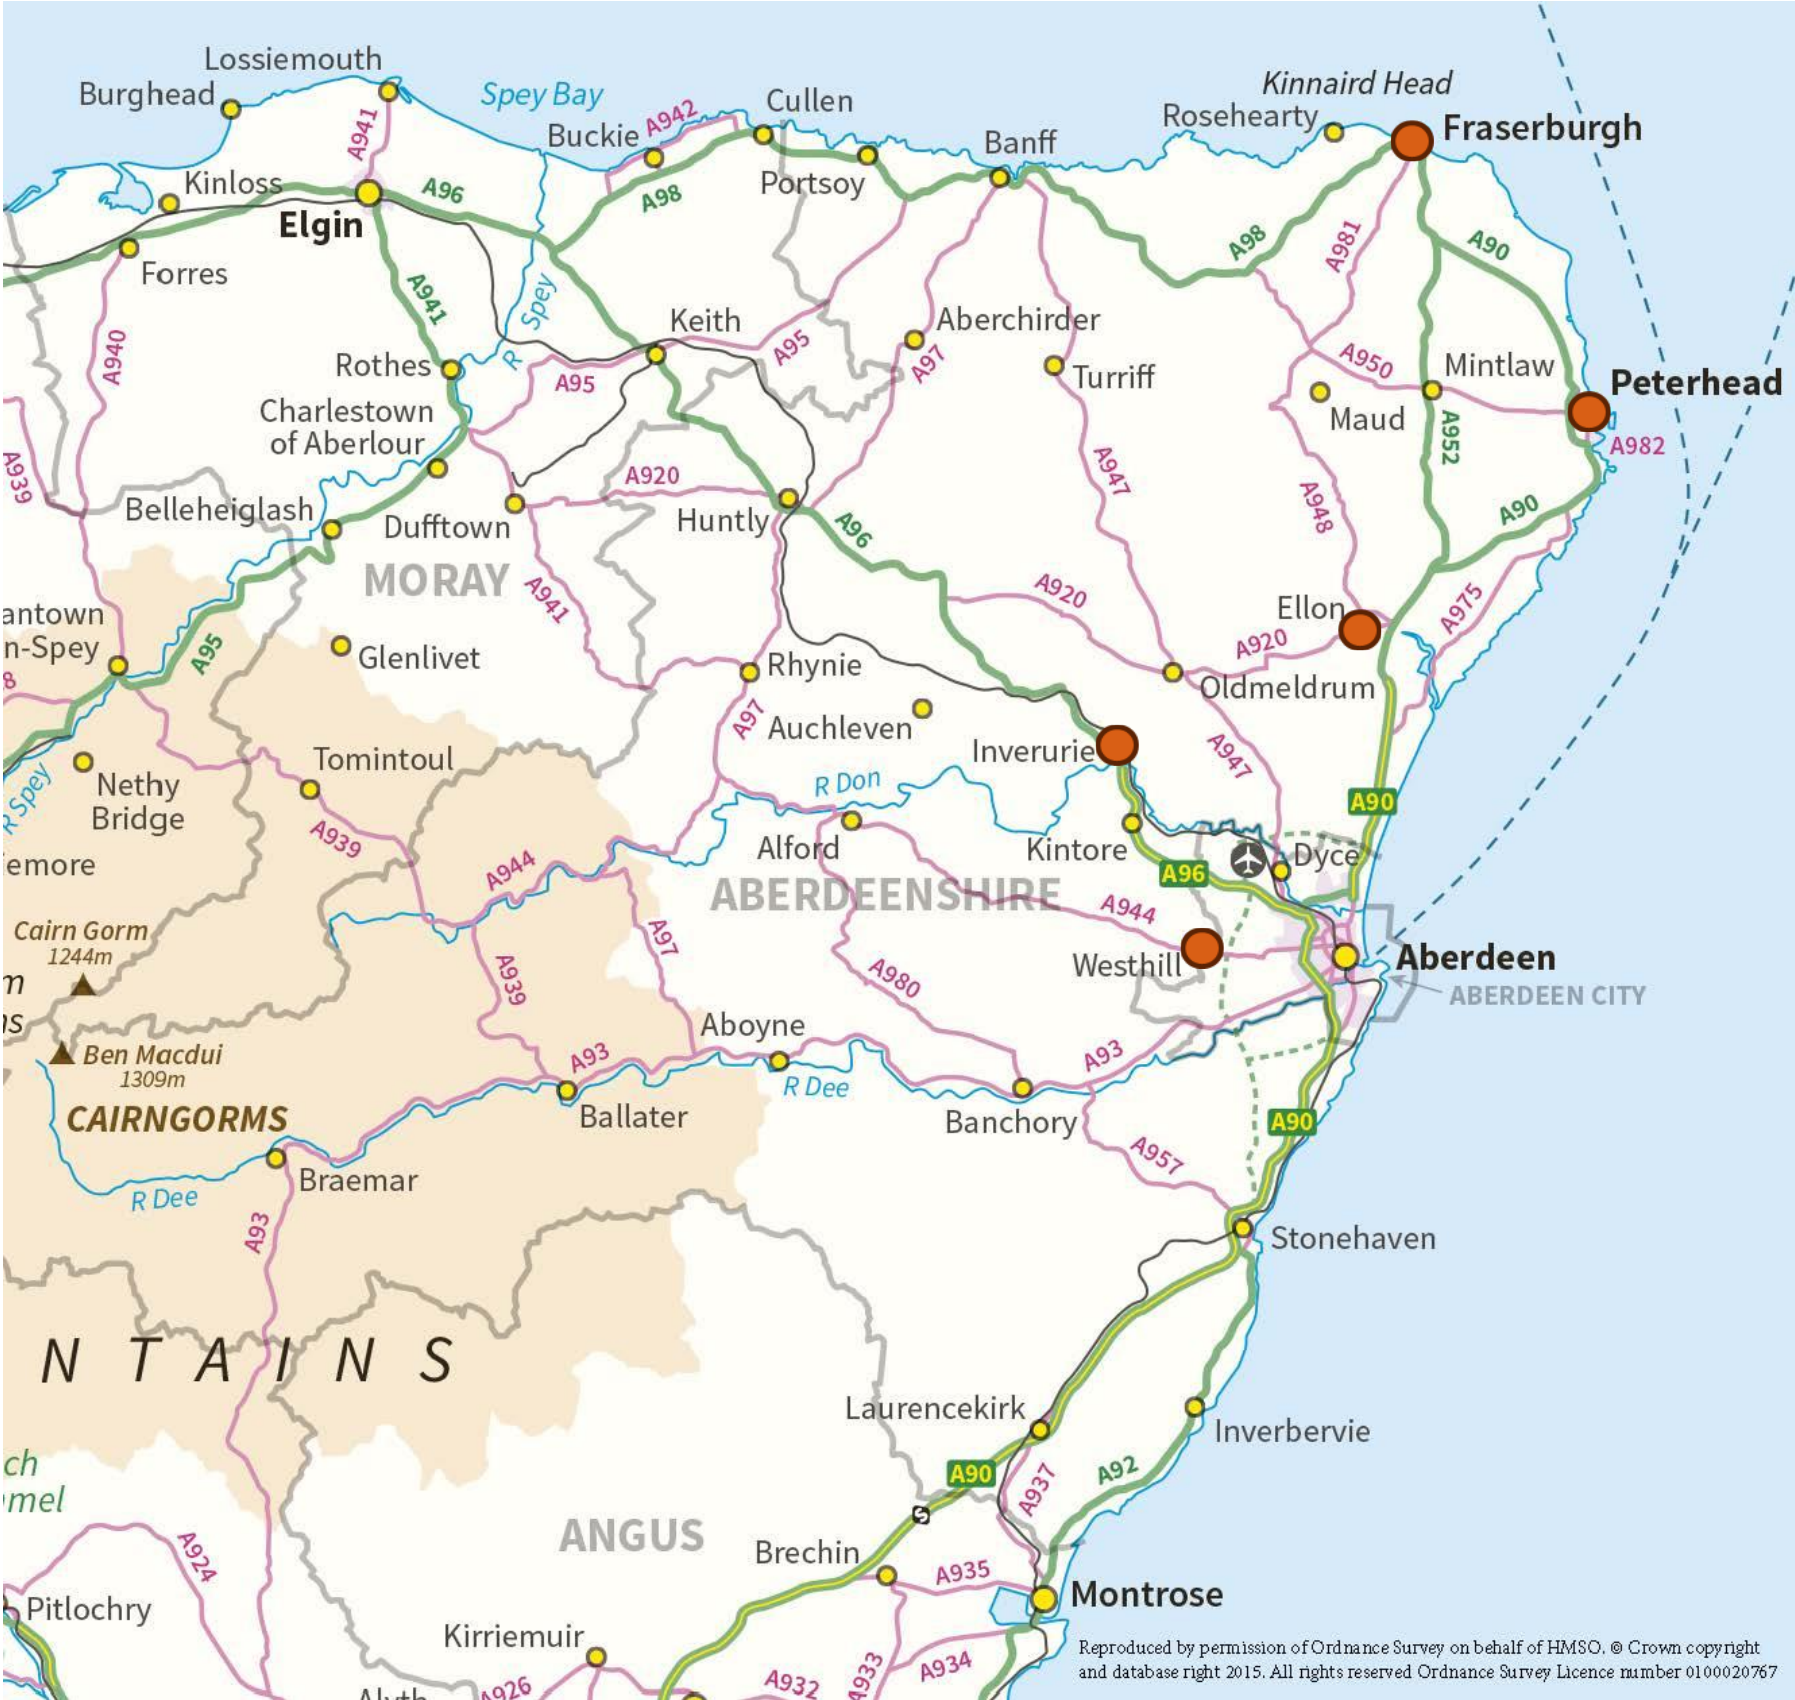 Lossiemouth
Burghead
Spey Bay
Cullen
Kinnaird Head
Rosehearty
Fraserburgh
A941
Buckie
A942
Banff
Kinloss
A96
A98
Portsoy
Elgin
A98
A981
A90
Forres
A941
Spey
R
Keith
Aberchirder
A940
Rothes
A95
A95
A97
Turriff
A950
Mintlaw
Peterhead
Charlestown
of Aberlour
Maud
A952
A982
A939
A920
A947
A948
Belleheiglash
Dufftown
Huntly
A96
A90
MORAY
A941
A920
Ellon
A975
antown
n-Spey
A95
Glenlivet
Rhynie
A920
Oldmeldrum
8
A97
Auchleven
Inverurie
A947
Tomintoul
Nethy
Bridge
R Spey
R Don
A90
A939
Alford
Kintore
Dyce
emore
A944
A96
ABERDEENSHIRE
A944
Cairn Gorm
1244m
A97
Westhill
Aberdeen
m
A939
A980
ABERDEEN CITY
ns
Aboyne
Ben Macdui
1309m
A93
A93
R Dee
CAIRNGORMS
Ballater
Banchory
A90
A957
Braemar
R Dee
A93
Stonehaven
N T A I N S
Laurencekirk
Inverbervie
ch
mel
A90
A92
A937
S
ANGUS
A924
Brechin
A935
Pitlochry
Montrose
Kirriemuir
A933
A934
A932
A926
Alyth
Reproduced by permission of Ordnance Survey on behalf of HMSO. © Crown copyright
and database right 2015. All rights reserved Ordnance Survey Licence number 0100020767